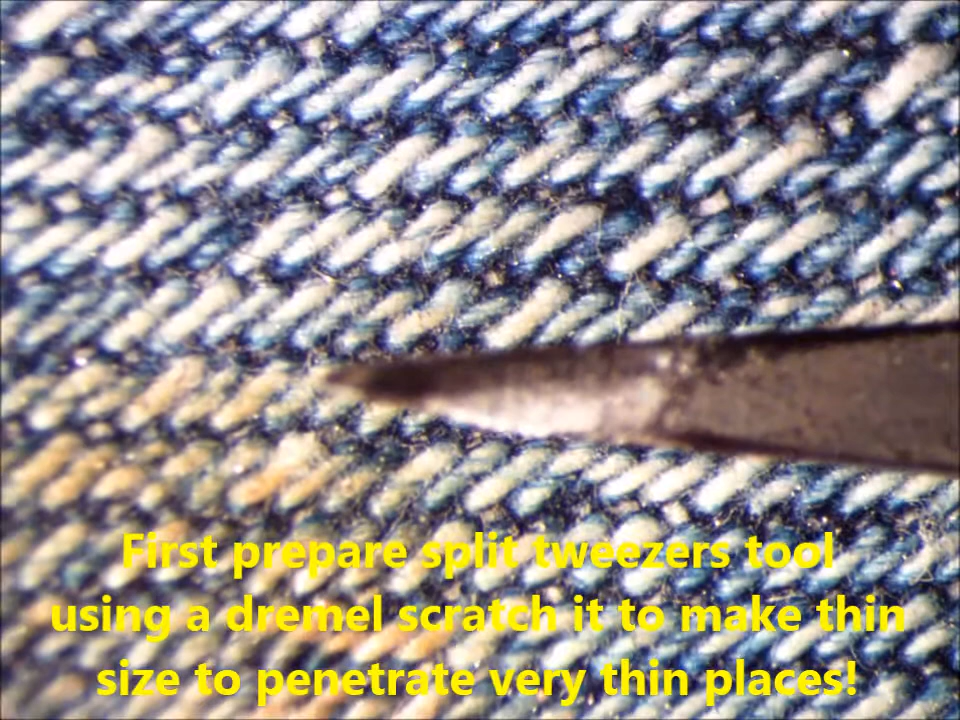 First prepare split tweezers tool
using a dremel scratch it to make thin
size to penetrate very thin places!